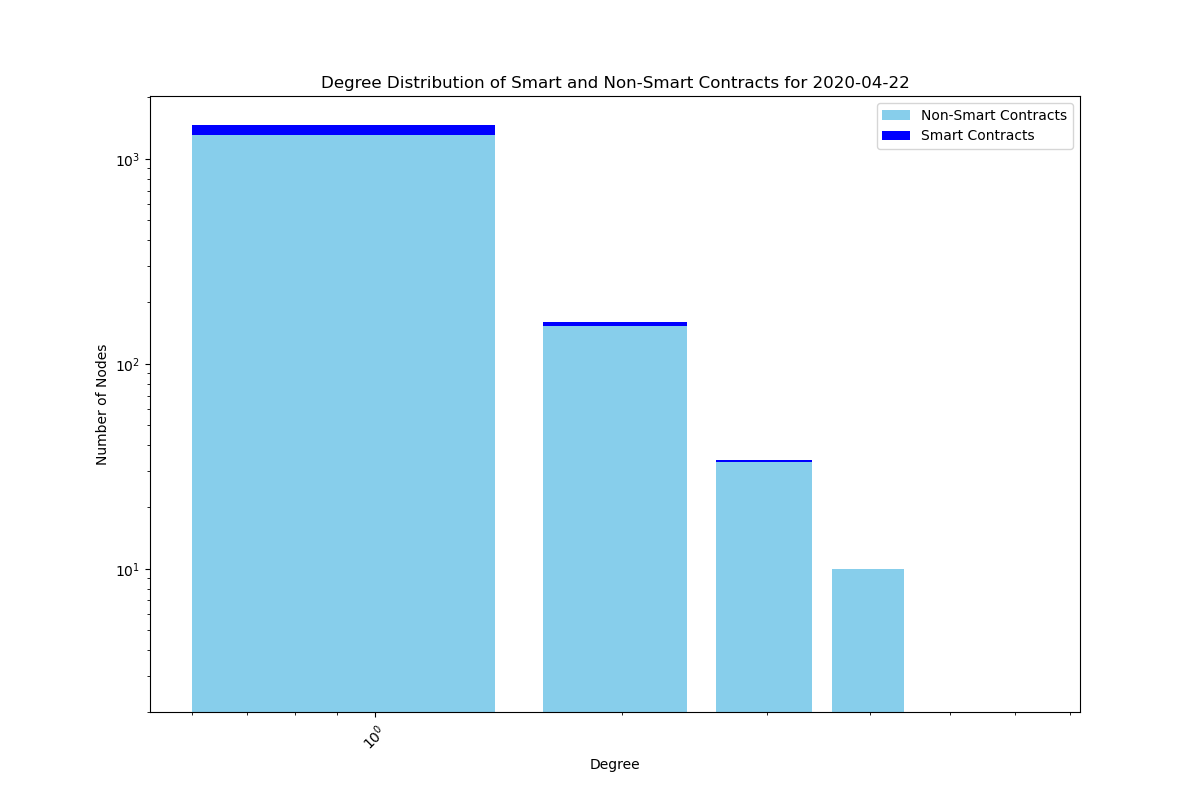 Degree Distribution of Smart and Non-Smart Contracts for 2020-04-22
Non-Smart Contracts
Smart Contracts
Number of Nodes
10³
10²
10¹
10⁰
Degree